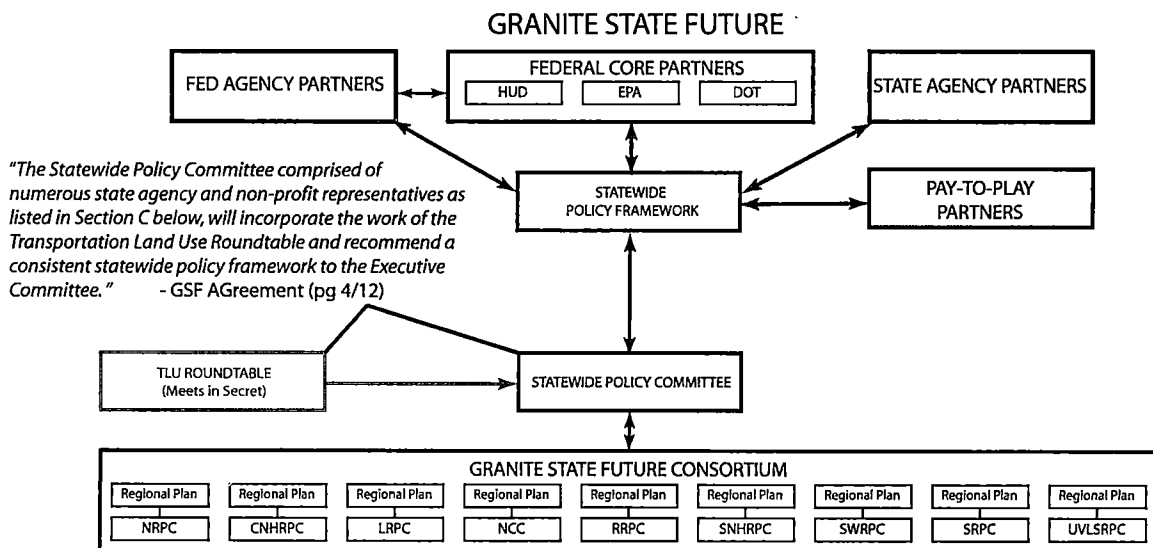 GRANITE STATE FUTURE
FED AGENCY PARTNERS
FEDERAL CORE PARTNERS
HUD
EPA
DOT
STATE AGENCY PARTNERS
"The Statewide Policy Committee comprised of
numerous state agency and non-profit representatives as
listed in Section C below, will incorporate the work of the
Transportation Land Use Roundtable and recommend a
consistent statewide policy framework to the Executive
Committee."    - GSF AGreement (pg 4/12)
STATEWIDE
POLICY FRAMEWORK
PAY-TO-PLAY
PARTNERS
TLU ROUNDTABLE
(Meets in Secret)
STATEWIDE POLICY COMMITTEE
GRANITE STATE FUTURE CONSORTIUM
Regional Plan Regional Plan Regional Plan Regional Plan Regional Plan Regional Plan Regional Plan Regional Plan Regional Plan
NRPC CNHRPC LRPC NCC RRPC SNHRPC SWRPC SRPC UVLSRPC